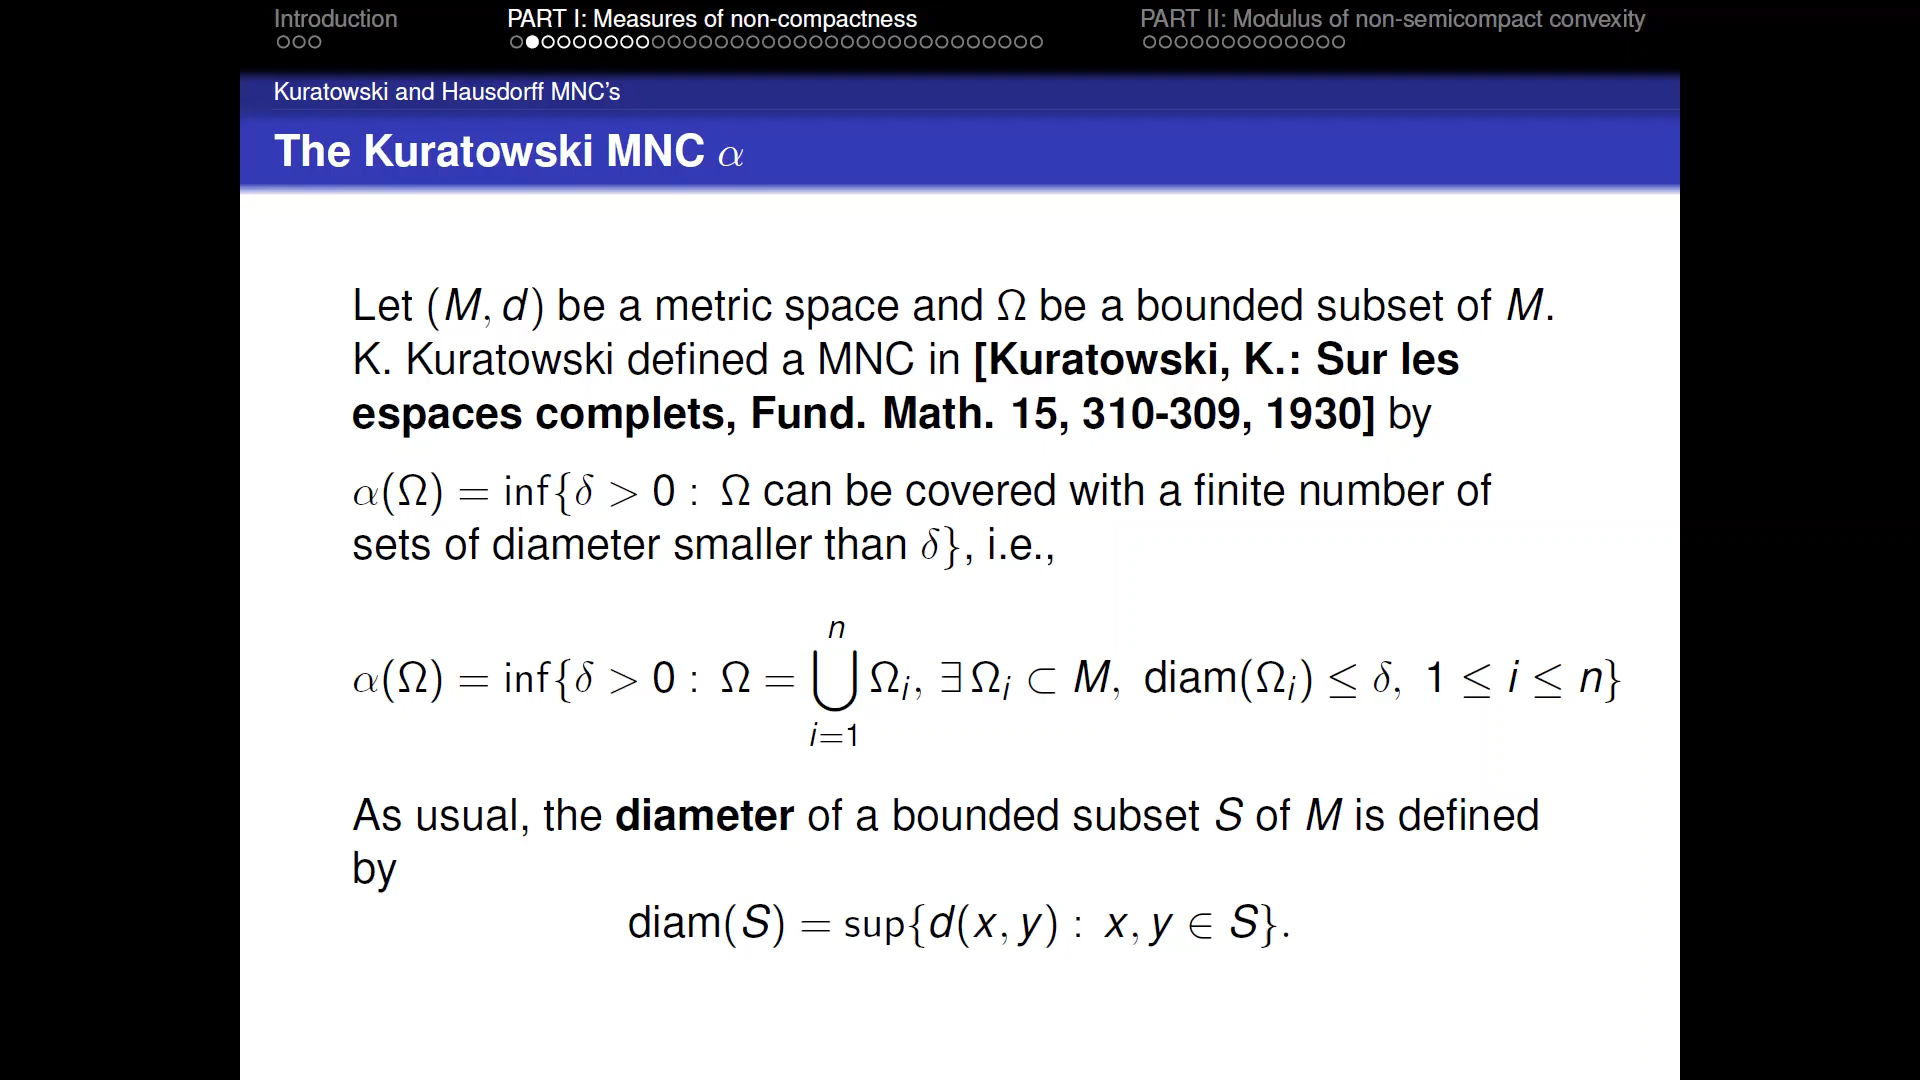 Introduction
PART I: Measures of non-compactness
PART II: Modulus of non-semicompact convexity
Kuratowski and Hausdorff MNC's
The Kuratowski MNC α
Let (M, d) be a metric space and Ω be a bounded subset of M.
K. Kuratowski defined a MNC in [Kuratowski, K.: Sur les
espaces complets, Fund. Math. 15, 310-309, 1930] by
α(Ω) = inf{δ > 0 : Ω can be covered with a finite number of
sets of diameter smaller than δ}, i.e.,
α(Ω) = inf{δ > 0 : Ω = ⋃_{i=1}^{n} Ω_i, ∃ Ω_i ⊂ M, diam(Ω_i) ≤ δ, 1 ≤ i ≤ n}
As usual, the diameter of a bounded subset S of M is defined
by
diam(S) = sup{d(x, y) : x, y ∈ S}.